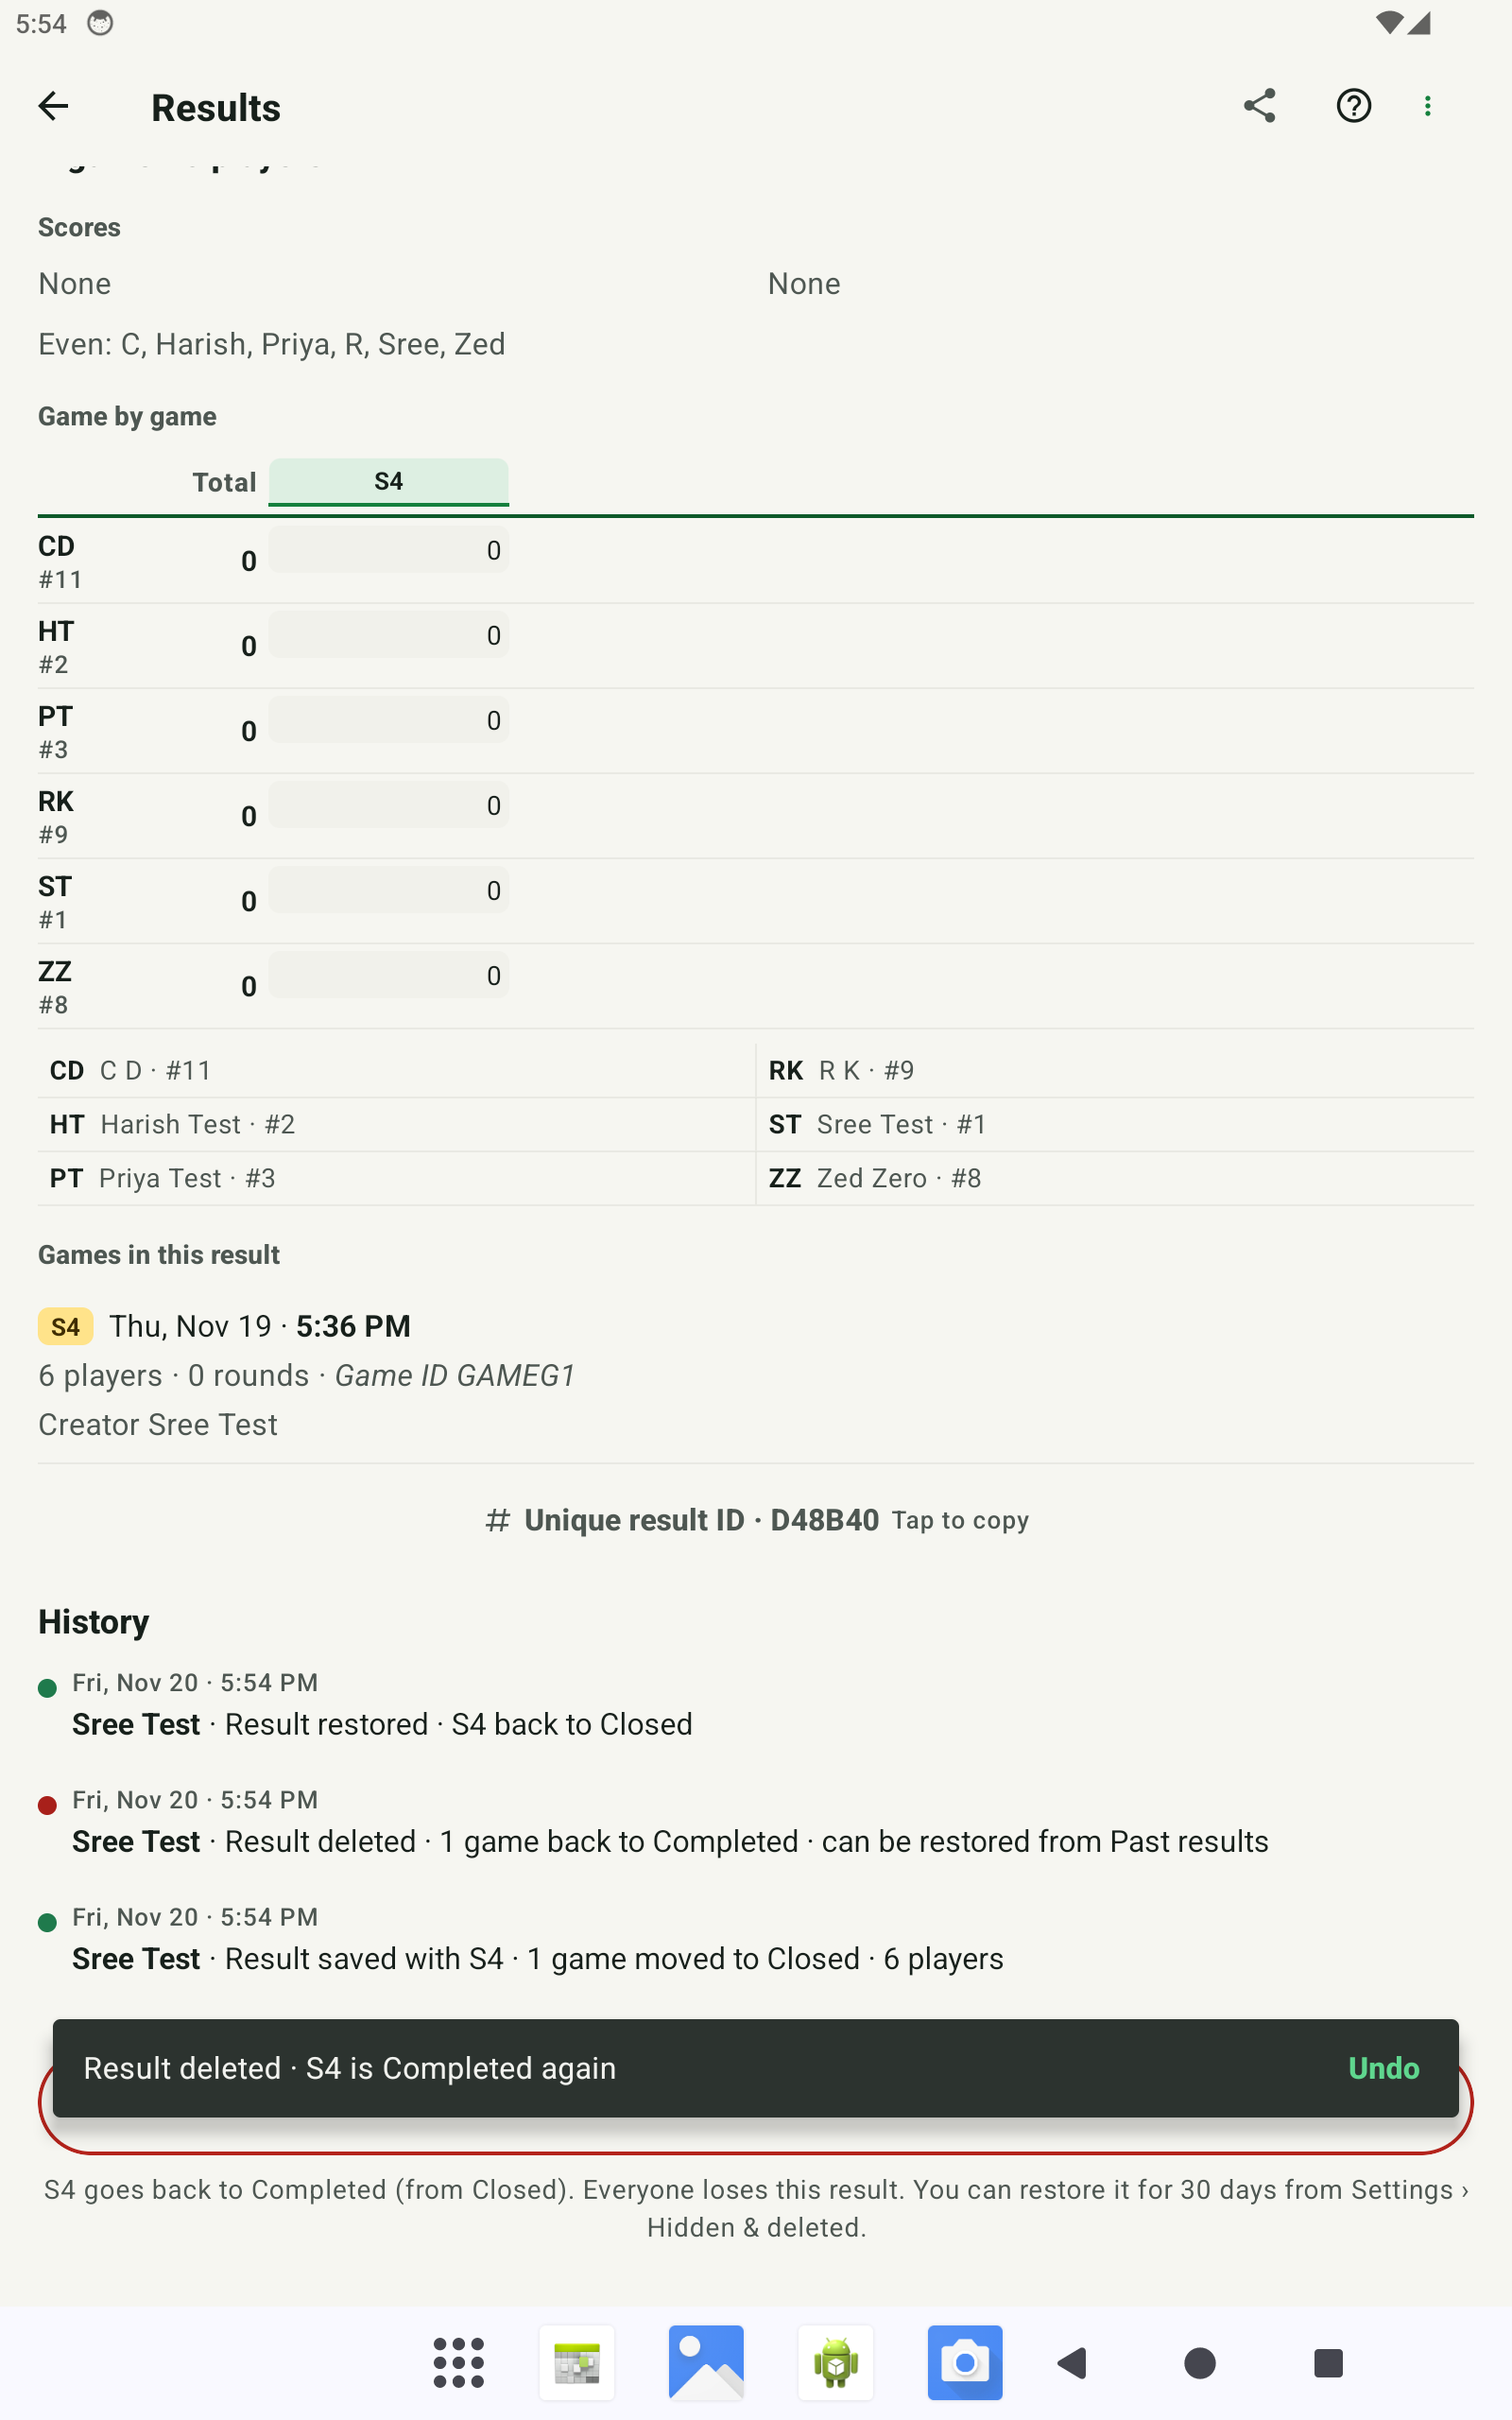 5:54
Results
Scores
None
None
Even: C, Harish, Priya, R, Sree, Zed
Game by game
Total S4
CD 0 0
#11
HT 0 0
#2
PT 0 0
#3
RK 0 0
#9
ST 0 0
#1
ZZ 0 0
#8
CD C D · #11
RK R K · #9
HT Harish Test · #2
ST Sree Test · #1
PT Priya Test · #3
ZZ Zed Zero · #8
Games in this result
S4 Thu, Nov 19 · 5:36 PM
6 players · 0 rounds · Game ID GAMEG1
Creator Sree Test
# Unique result ID · D48B40 Tap to copy
History
Fri, Nov 20 · 5:54 PM
Sree Test · Result restored · S4 back to Closed
Fri, Nov 20 · 5:54 PM
Sree Test · Result deleted · 1 game back to Completed · can be restored from Past results
Fri, Nov 20 · 5:54 PM
Sree Test · Result saved with S4 · 1 game moved to Closed · 6 players
Result deleted · S4 is Completed again Undo
S4 goes back to Completed (from Closed). Everyone loses this result. You can restore it for 30 days from Settings ›
Hidden & deleted.